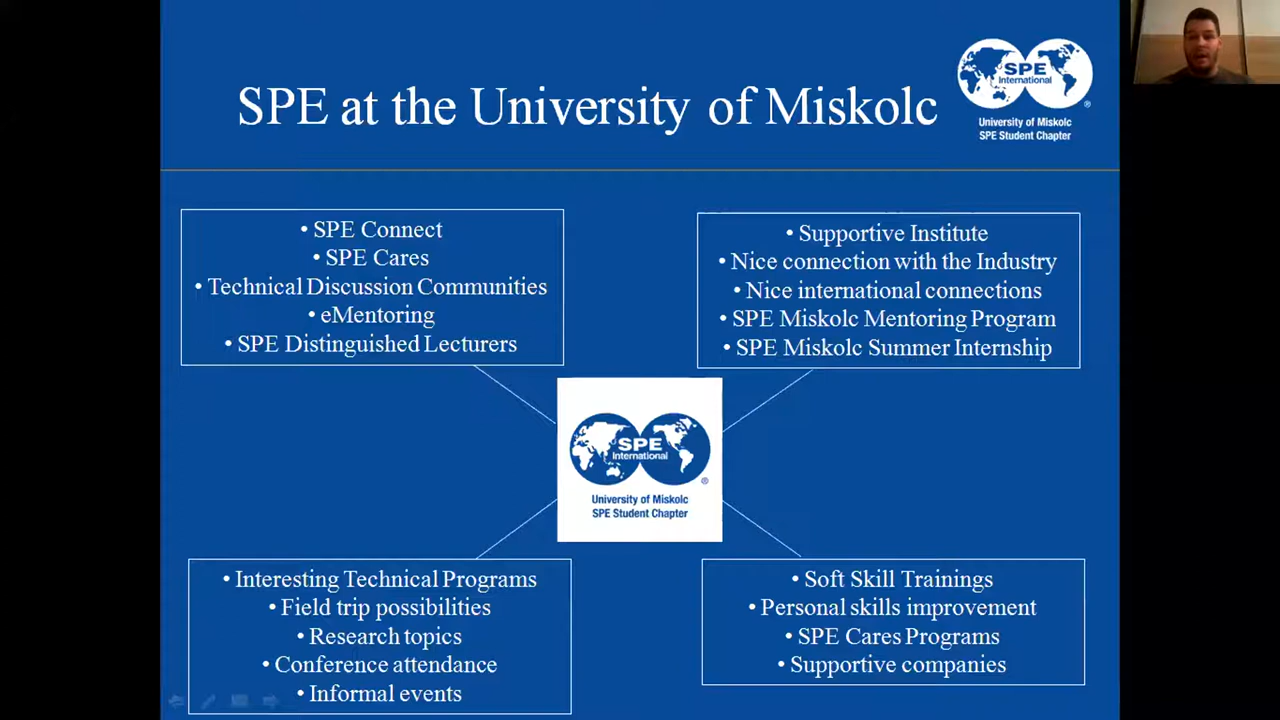 SPE at the University of Miskolc
SPE
International
®
University of Miskolc
SPE Student Chapter
• SPE Connect
• SPE Cares
• Technical Discussion Communities
• eMentoring
• SPE Distinguished Lecturers
• Supportive Institute
• Nice connection with the Industry
• Nice international connections
• SPE Miskolc Mentoring Program
• SPE Miskolc Summer Internship
SPE
International
®
University of Miskolc
SPE Student Chapter
• Interesting Technical Programs
• Field trip possibilities
• Research topics
• Conference attendance
• Informal events
• Soft Skill Trainings
• Personal skills improvement
• SPE Cares Programs
• Supportive companies